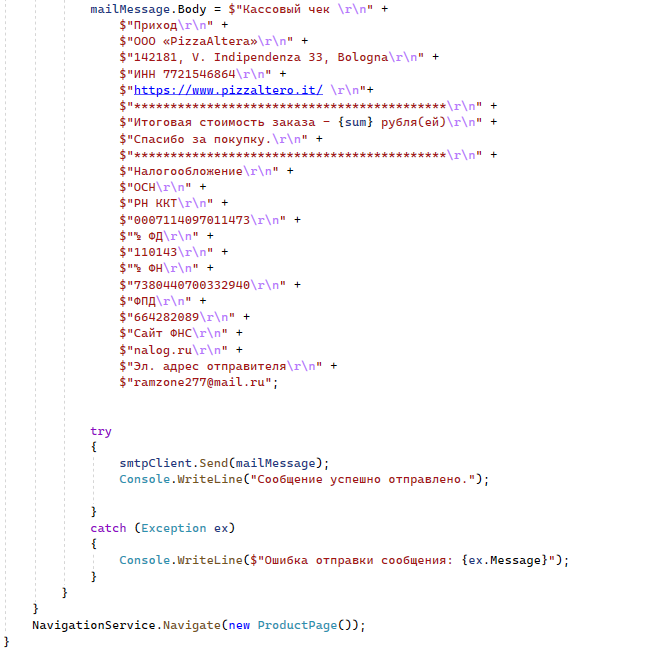 mailMessage.Body = $"Кассовый чек \r\n" +
$"Приход\r\n" +
$"ООО «PizzaAltera»\r\n" +
$"142181, V. Indipendenza 33, Bologna\r\n" +
$"ИНН 7721546864\r\n" +
$"https://www.pizzaltero.it/ \r\n"+
$"*******************************************\r\n" +
$"Итоговая стоимость заказа - {sum} рубля(ей)\r\n" +
$"Спасибо за покупку.\r\n" +
$"*******************************************\r\n" +
$"Налогообложение\r\n" +
$"ОСН\r\n" +
$"РН ККТ\r\n" +
$"0007114097011473\r\n" +
$"№ ФД\r\n" +
$"110143\r\n" +
$"№ ФН\r\n" +
$"7380440700332940\r\n" +
$"ФПД\r\n" +
$"664282089\r\n" +
$"Сайт ФНС\r\n" +
$"nalog.ru\r\n" +
$"Эл. адрес отправителя\r\n" +
$"ramzone277@mail.ru";
try
{
smtpClient.Send(mailMessage);
Console.WriteLine("Сообщение успешно отправлено.");
}
catch (Exception ex)
{
Console.WriteLine($"Ошибка отправки сообщения: {ex.Message}");
}
}
}
NavigationService.Navigate(new ProductPage());
}